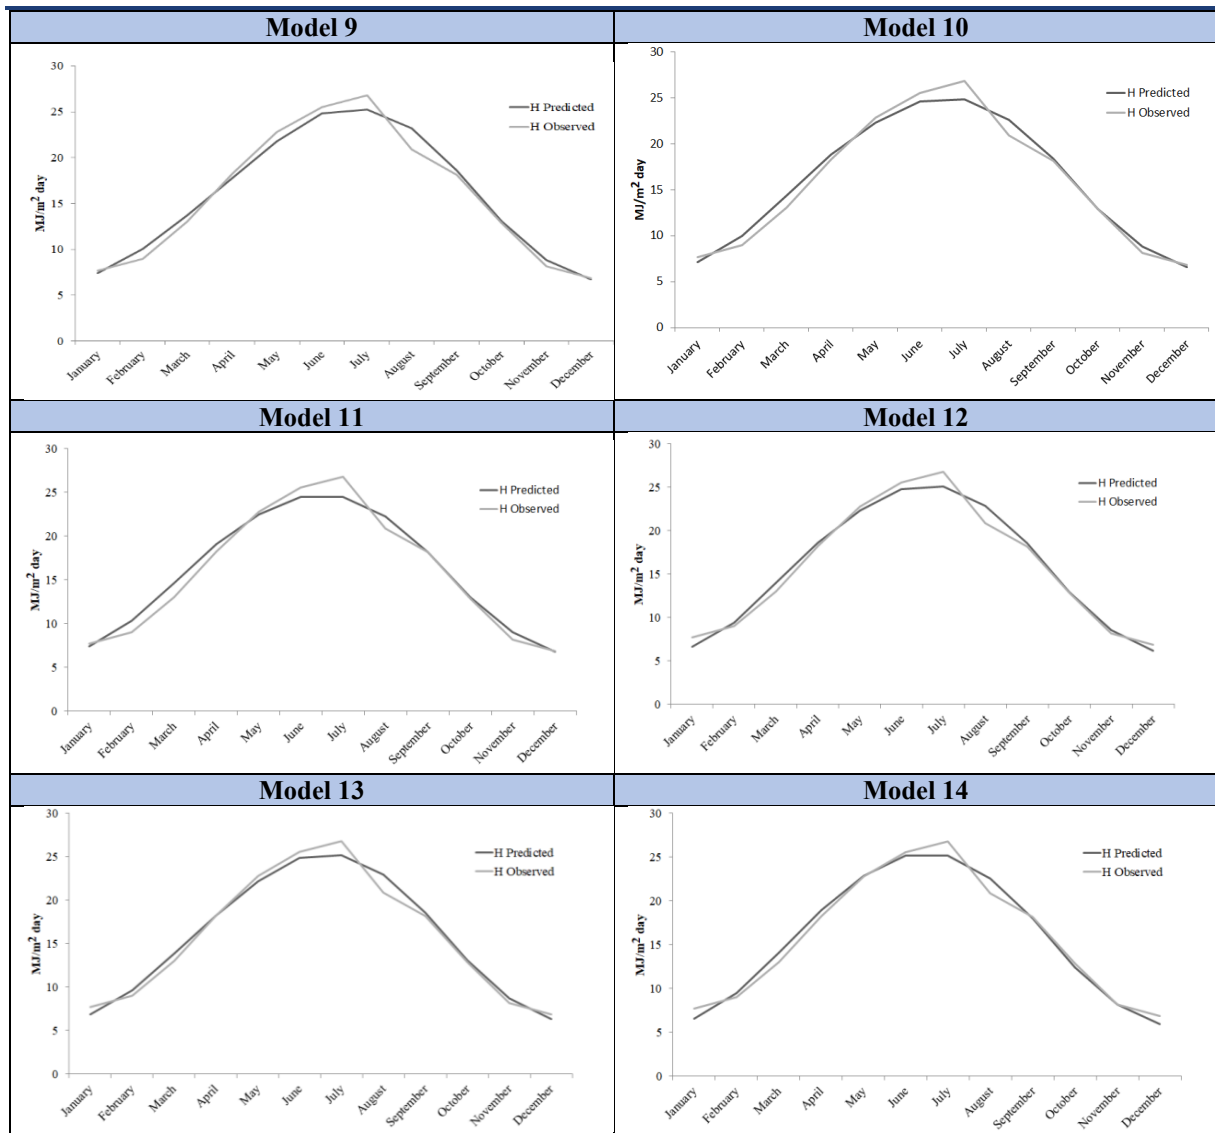 Model 9
30
25
20
15
10
5
0
MJ/m² day
H Predicted
H Observed
January
February
March
April
May
June
July
August
September
October
November
December
Model 10
30
25
20
15
10
5
0
MJ/m² day
H Predicted
H Observed
January
February
March
April
May
June
July
August
September
October
November
December
Model 11
30
25
20
15
10
5
0
MJ/m² day
H Predicted
H Observed
January
February
March
April
May
June
July
August
September
October
November
December
Model 12
30
25
20
15
10
5
0
MJ/m² day
H Predicted
H Observed
January
February
March
April
May
June
July
August
September
October
November
December
Model 13
30
25
20
15
10
5
0
MJ/m² day
H Predicted
H Observed
January
February
March
April
May
June
July
August
September
October
November
December
Model 14
30
25
20
15
10
5
0
MJ/m² day
H Predicted
H Observed
January
February
March
April
May
June
July
August
September
October
November
December